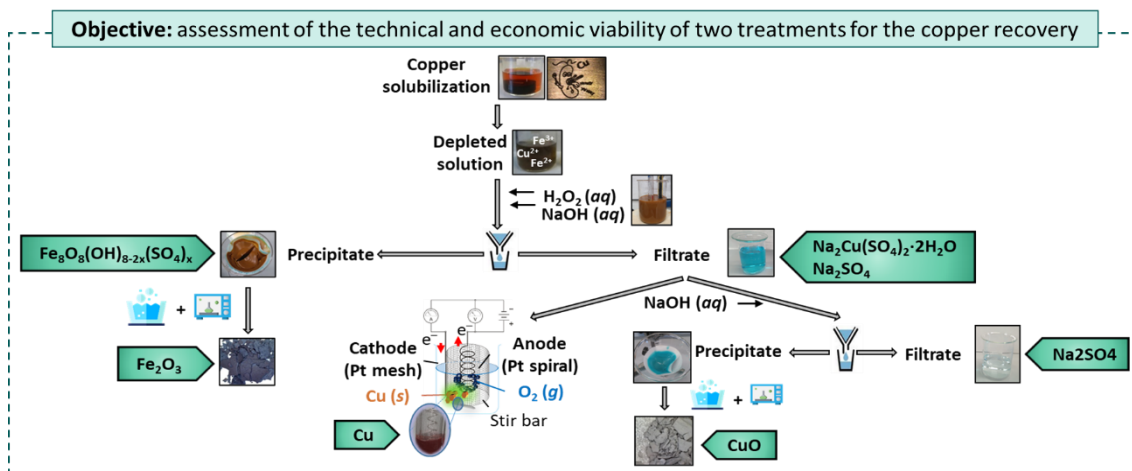 Objective: assessment of the technical and economic viability of two treatments for the copper recovery
Copper
solubilization
Cu
Depleted
solution
Fe³⁺
Cu²⁺
Fe²⁺
H₂O₂ (aq)
NaOH (aq)
Fe₈O₈(OH)₈₋₂ₓ(SO₄)ₓ
Precipitate
Filtrate
Na₂Cu(SO₄)₂·2H₂O
Na₂SO₄
NaOH (aq)
+
Fe₂O₃
e⁻
e⁻
Cathode
(Pt mesh)
Anode
(Pt spiral)
O₂ (g)
Cu (s)
Stir bar
Cu
Precipitate
Filtrate
Na2SO4
+
CuO